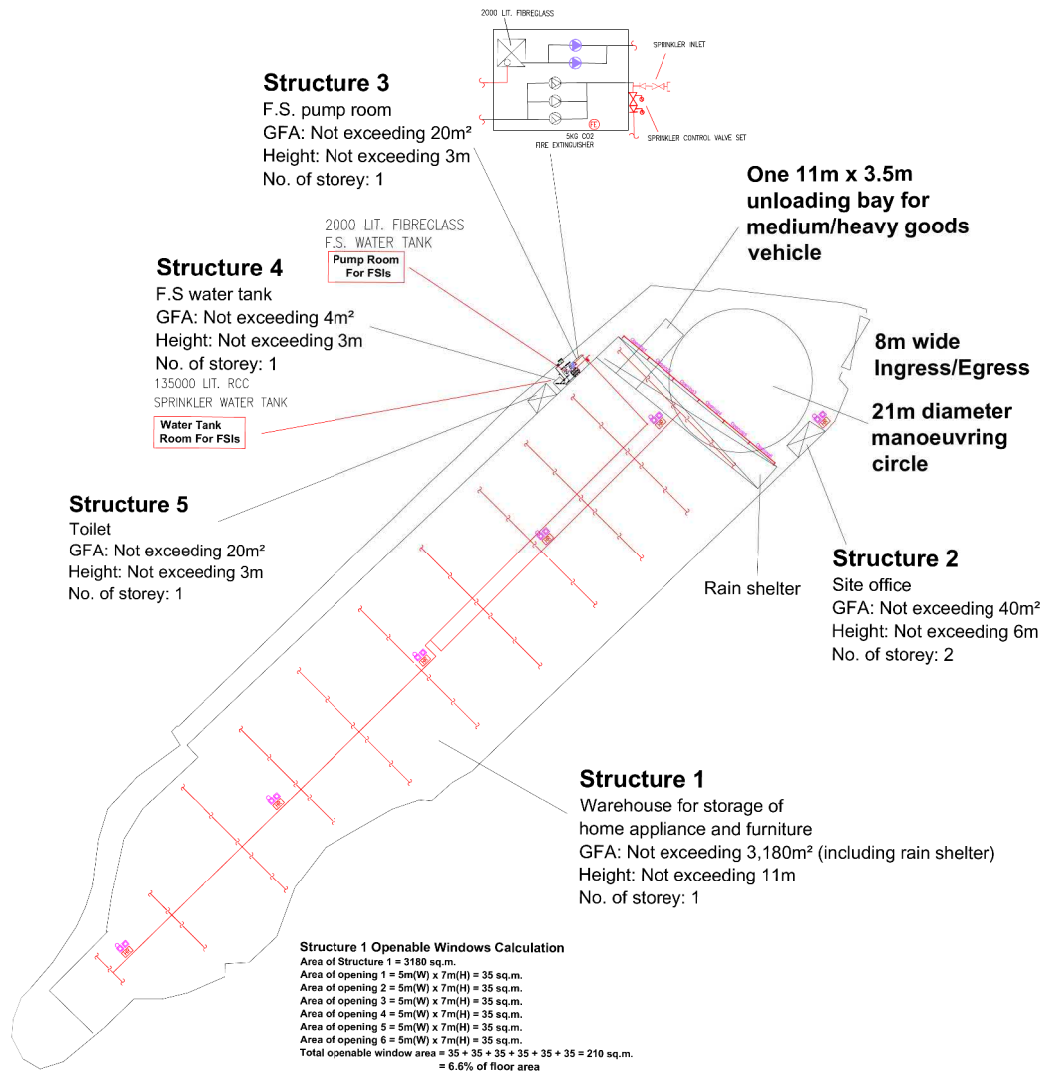 2000 LIT. FIBREGLASS
SPRINKLER INLET
SPRINKLER CONTROL VALVE SET
FE
5KG CO2
FIRE EXTINGUISHER
Structure 3
F.S. pump room
GFA: Not exceeding 20m²
Height: Not exceeding 3m
No. of storey: 1
One 11m x 3.5m
unloading bay for
medium/heavy goods
vehicle
2000 LIT. FIBREGLASS
F.S. WATER TANK
Pump Room
For FSIs
Structure 4
F.S water tank
GFA: Not exceeding 4m²
Height: Not exceeding 3m
No. of storey: 1
135000 LIT. RCC
SPRINKLER WATER TANK
Water Tank
Room For FSIs
8m wide
Ingress/Egress
21m diameter
manoeuvring
circle
Structure 5
Toilet
GFA: Not exceeding 20m²
Height: Not exceeding 3m
No. of storey: 1
Rain shelter
Structure 2
Site office
GFA: Not exceeding 40m²
Height: Not exceeding 6m
No. of storey: 2
Structure 1
Warehouse for storage of
home appliance and furniture
GFA: Not exceeding 3,180m² (including rain shelter)
Height: Not exceeding 11m
No. of storey: 1
Structure 1 Openable Windows Calculation
Area of Structure 1 = 3180 sq.m.
Area of opening 1 = 5m(W) x 7m(H) = 35 sq.m.
Area of opening 2 = 5m(W) x 7m(H) = 35 sq.m.
Area of opening 3 = 5m(W) x 7m(H) = 35 sq.m.
Area of opening 4 = 5m(W) x 7m(H) = 35 sq.m.
Area of opening 5 = 5m(W) x 7m(H) = 35 sq.m.
Area of opening 6 = 5m(W) x 7m(H) = 35 sq.m.
Total openable window area = 35 + 35 + 35 + 35 + 35 + 35 = 210 sq.m.
= 6.6% of floor area